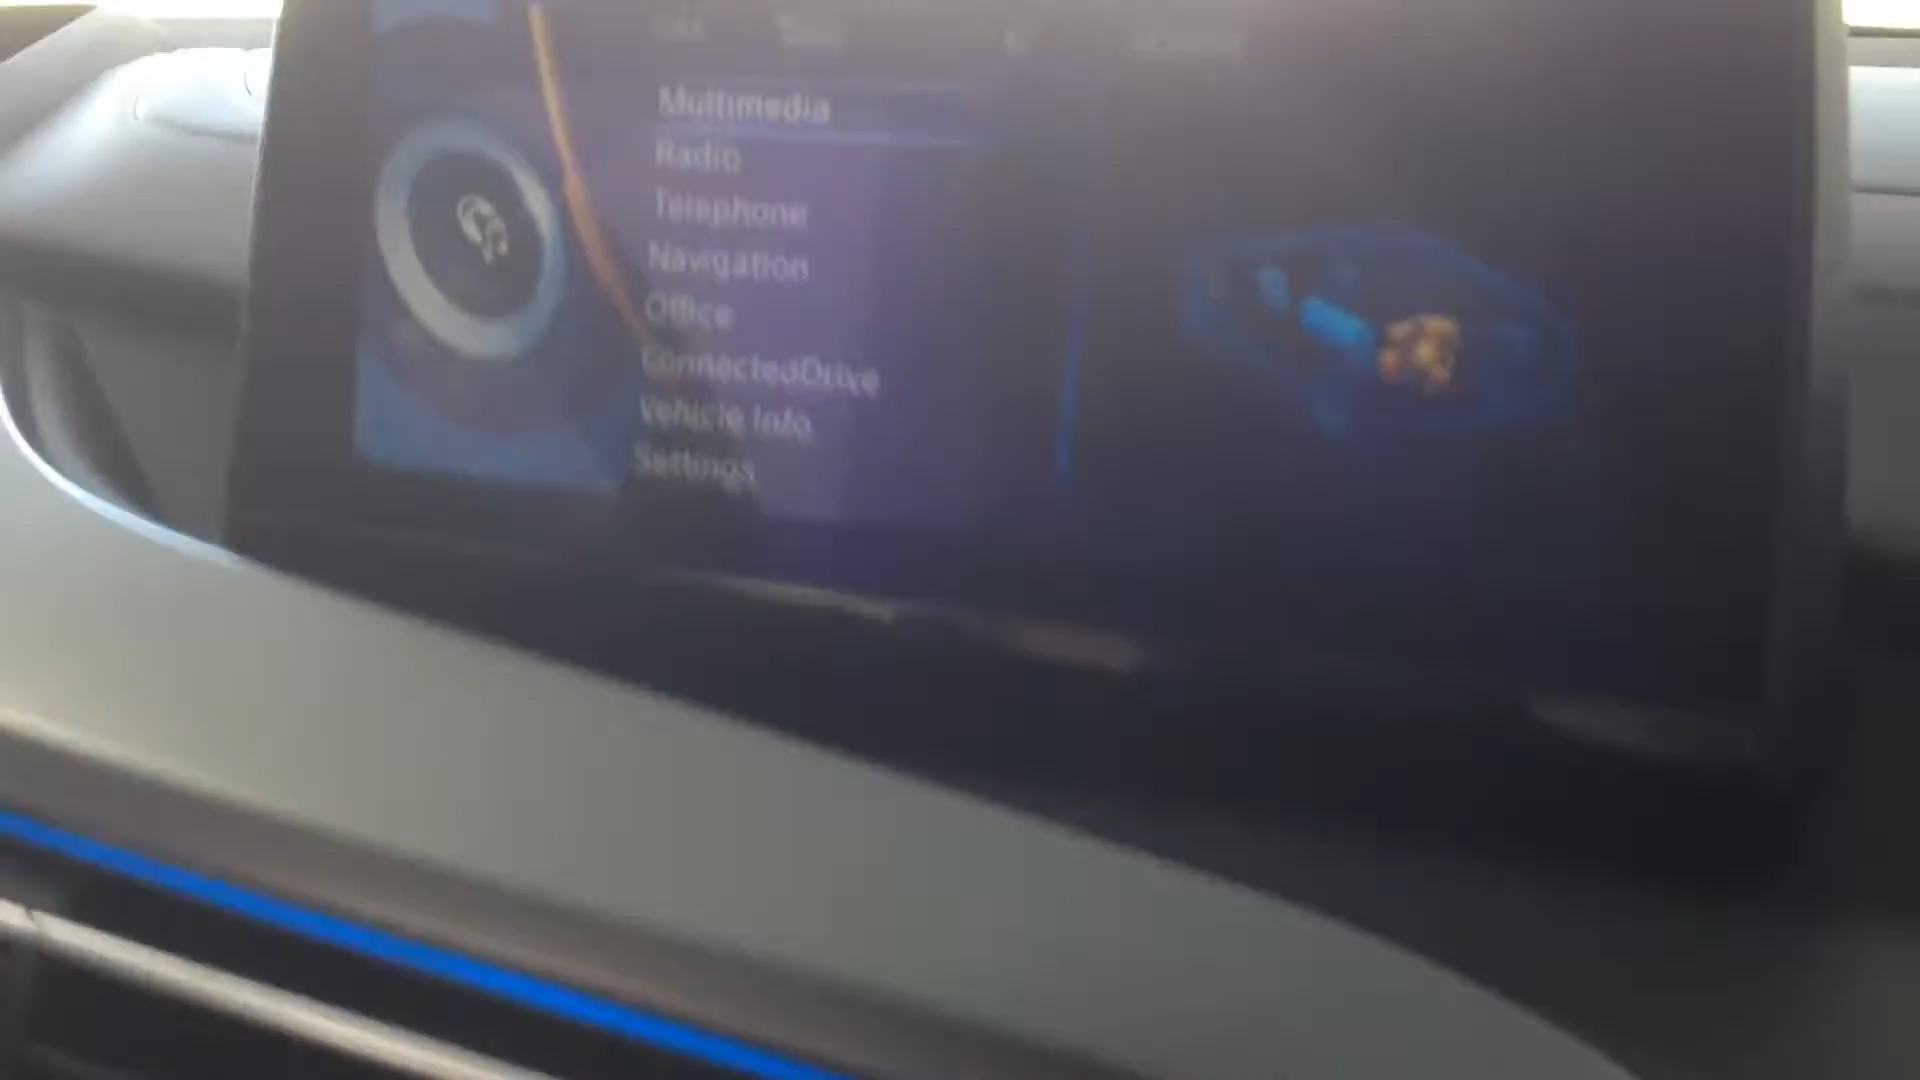 Multimedia
Radio
Telephone
Navigation
Office
ConnectedDrive
Vehicle Info
Settings